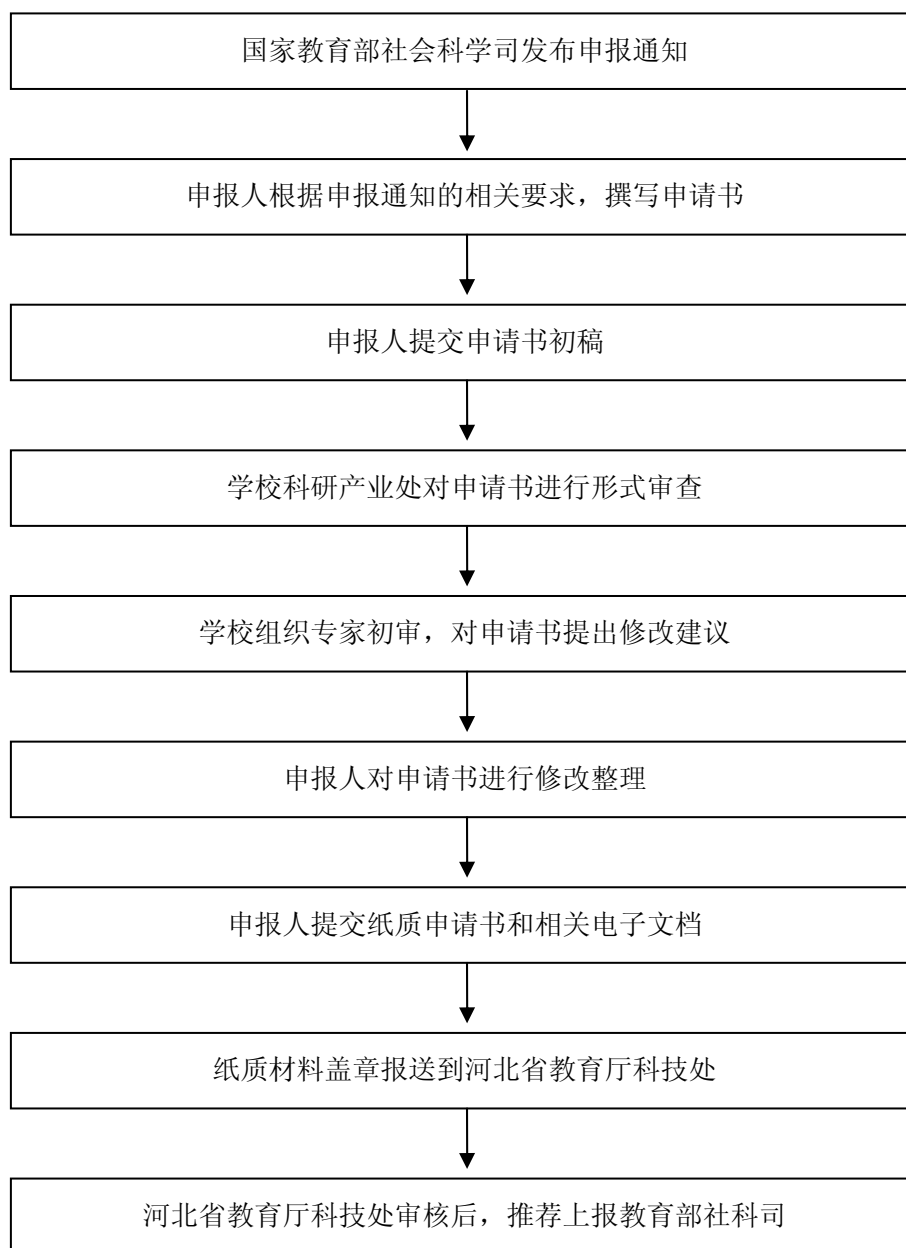 国家教育部社会科学司发布申报通知
申报人根据申报通知的相关要求，撰写申请书
申报人提交申请书初稿
学校科研产业处对申请书进行形式审查
学校组织专家初审，对申请书提出修改建议
申报人对申请书进行修改整理
申报人提交纸质申请书和相关电子文档
纸质材料盖章报送到河北省教育厅科技处
河北省教育厅科技处审核后，推荐上报教育部社科司